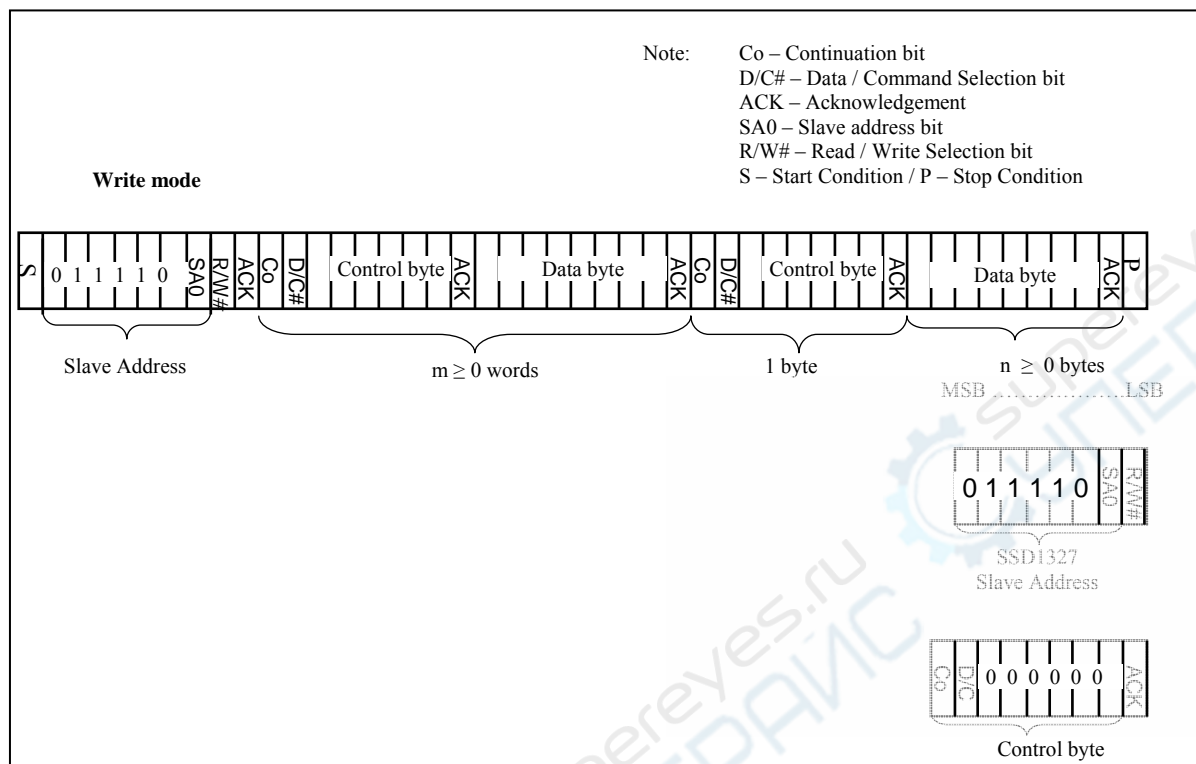 Note: Co – Continuation bit
D/C# – Data / Command Selection bit
ACK – Acknowledgement
SA0 – Slave address bit
R/W# – Read / Write Selection bit
S – Start Condition / P – Stop Condition
Write mode
S 0 1 1 1 1 0 SA0 R/W# ACK Co D/C# Control byte ACK Data byte ACK Co D/C# Control byte ACK Data byte ACK P
Slave Address m ≥ 0 words 1 byte n ≥ 0 bytes
MSB ....................LSB
0 1 1 1 1 0 SA0 R/W#
SSD1327
Slave Address
Co D/C 0 0 0 0 0 0 ACK
Control byte